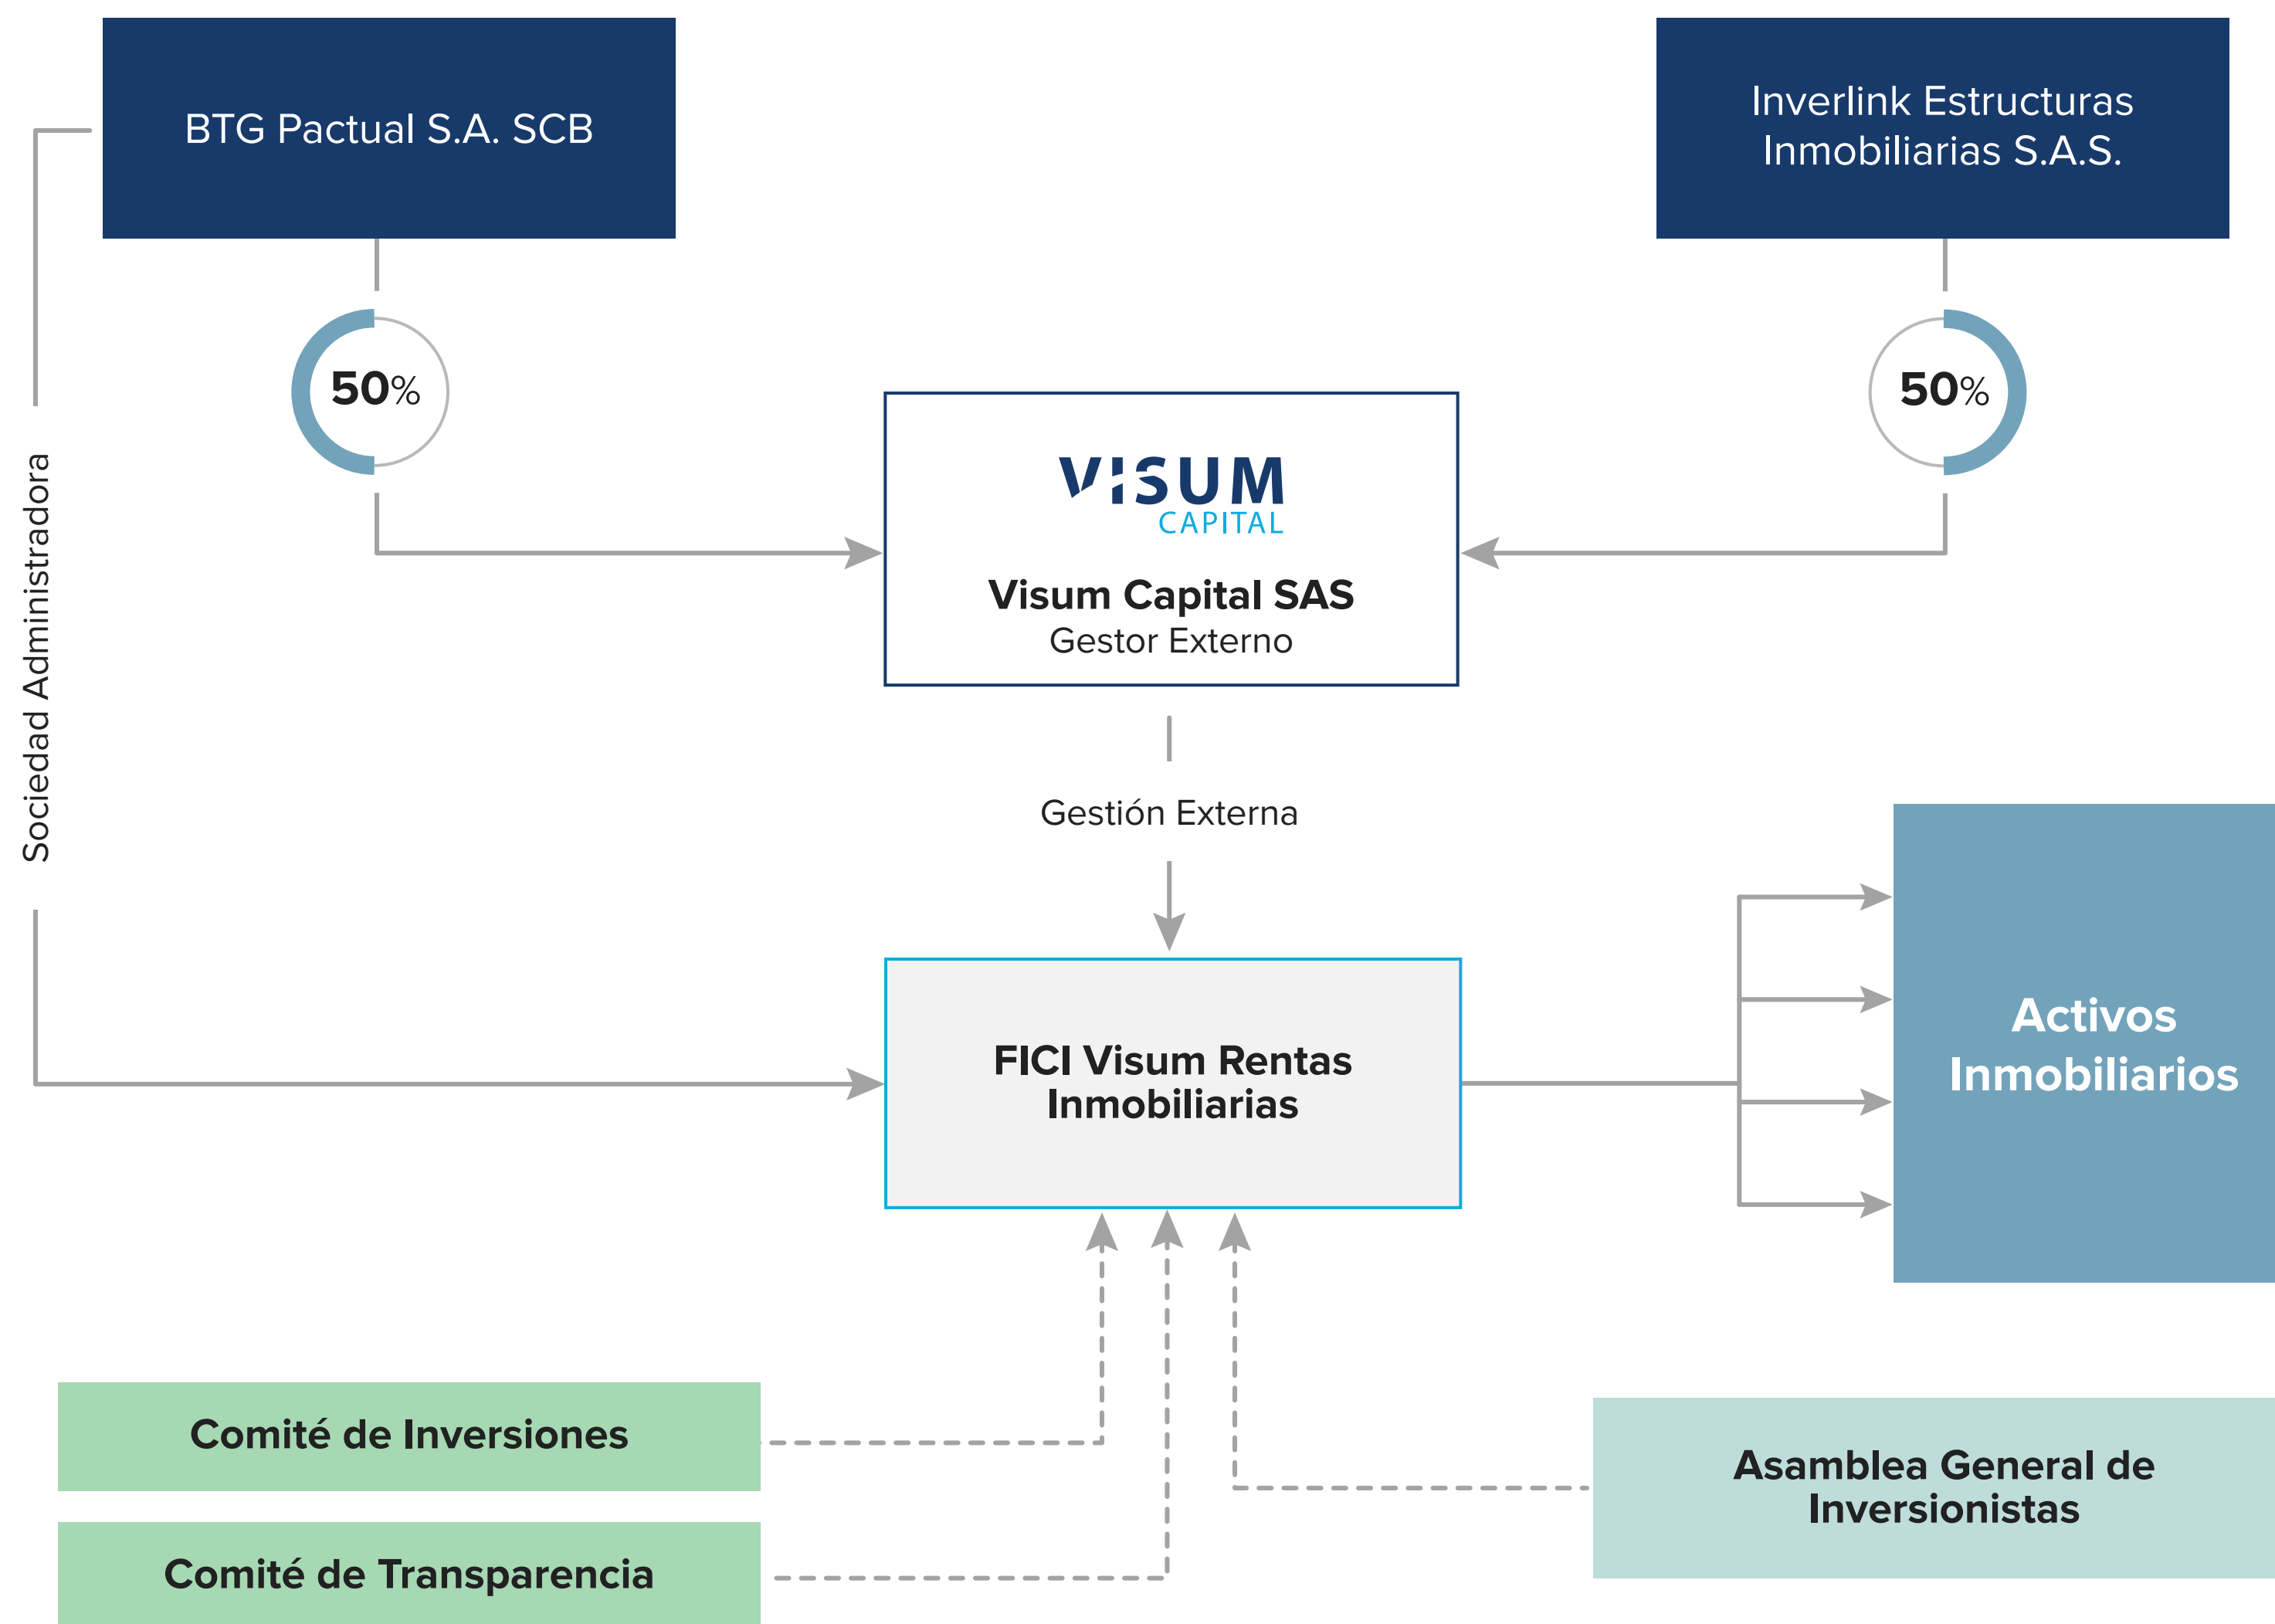 BTG Pactual S.A. SCB
Inverlink Estructuras
Inmobiliarias S.A.S.
50%
50%
Sociedad Administradora
VISUM
CAPITAL
Visum Capital SAS
Gestor Externo
Gestión Externa
FICI Visum Rentas
Inmobiliarias
Activos
Inmobiliarios
Comité de Inversiones
Comité de Transparencia
Asamblea General de
Inversionistas